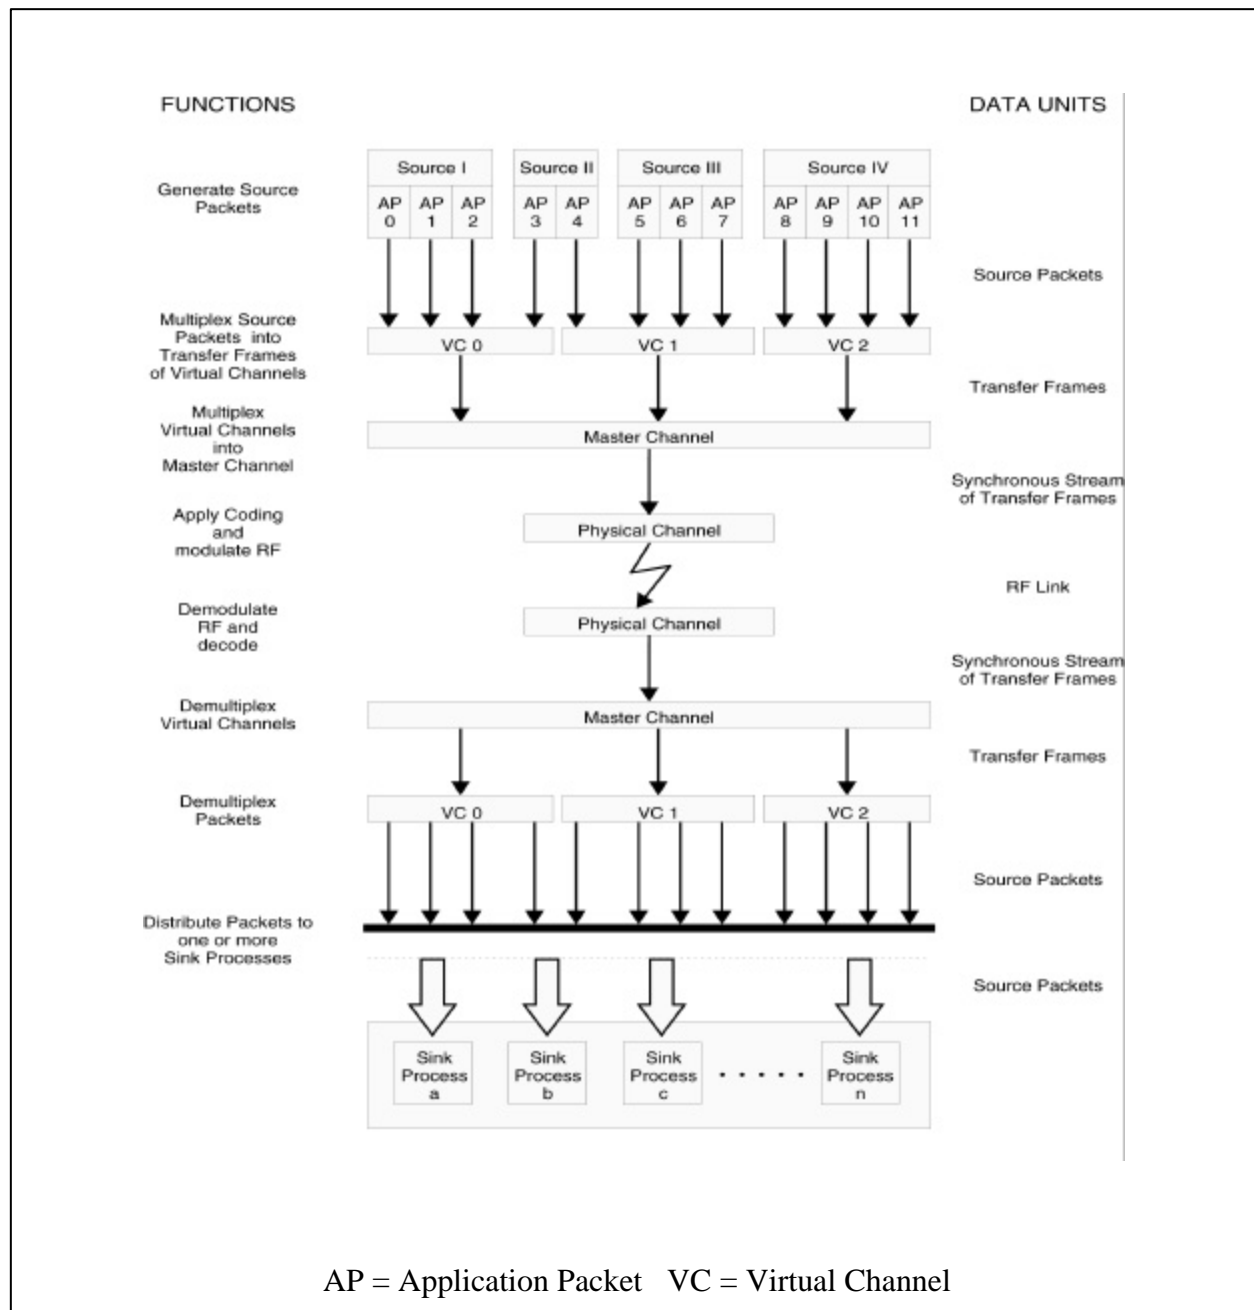 FUNCTIONS
DATA UNITS
Source I
Source II
Source III
Source IV
Generate Source
Packets
AP
0
AP
1
AP
2
AP
3
AP
4
AP
5
AP
6
AP
7
AP
8
AP
9
AP
10
AP
11
Source Packets
Multiplex Source
Packets into
Transfer Frames
of Virtual Channels
VC 0
VC 1
VC 2
Transfer Frames
Multiplex
Virtual Channels
into
Master Channel
Master Channel
Synchronous Stream
of Transfer Frames
Apply Coding
and
modulate RF
Physical Channel
RF Link
Demodulate
RF and
decode
Physical Channel
Synchronous Stream
of Transfer Frames
Demultiplex
Virtual Channels
Master Channel
Transfer Frames
Demultiplex
Packets
VC 0
VC 1
VC 2
Source Packets
Distribute Packets to
one or more
Sink Processes
Source Packets
Sink
Process
a
Sink
Process
b
Sink
Process
c
. . . . .
Sink
Process
n
AP = Application Packet VC = Virtual Channel